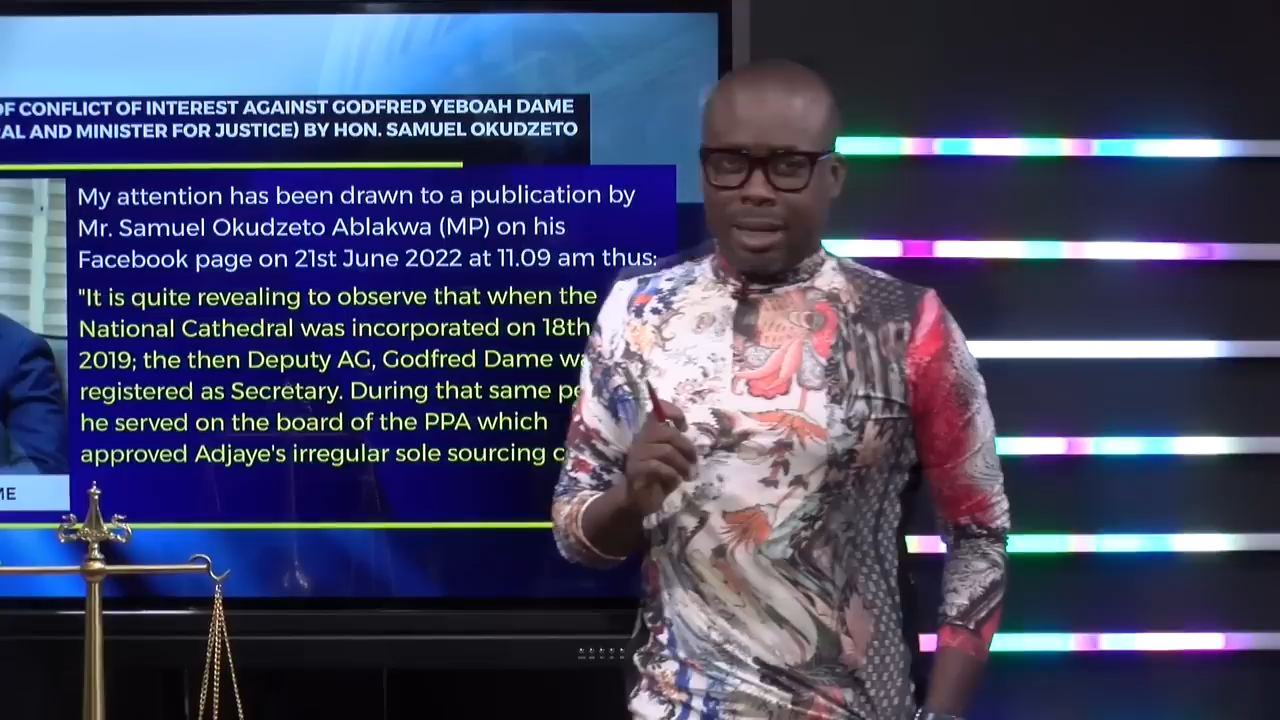 OF CONFLICT OF INTEREST AGAINST GODFRED YEBOAH DAME
AL AND MINISTER FOR JUSTICE) BY HON. SAMUEL OKUDZETO
My attention has been drawn to a publication by
Mr. Samuel Okudzeto Ablakwa (MP) on his
Facebook page on 21st June 2022 at 11.09 am thus:
"It is quite revealing to observe that when the
National Cathedral was incorporated on 18th
2019; the then Deputy AG, Godfred Dame wa
registered as Secretary. During that same pe
he served on the board of the PPA which
approved Adjaye's irregular sole sourcing c
ME